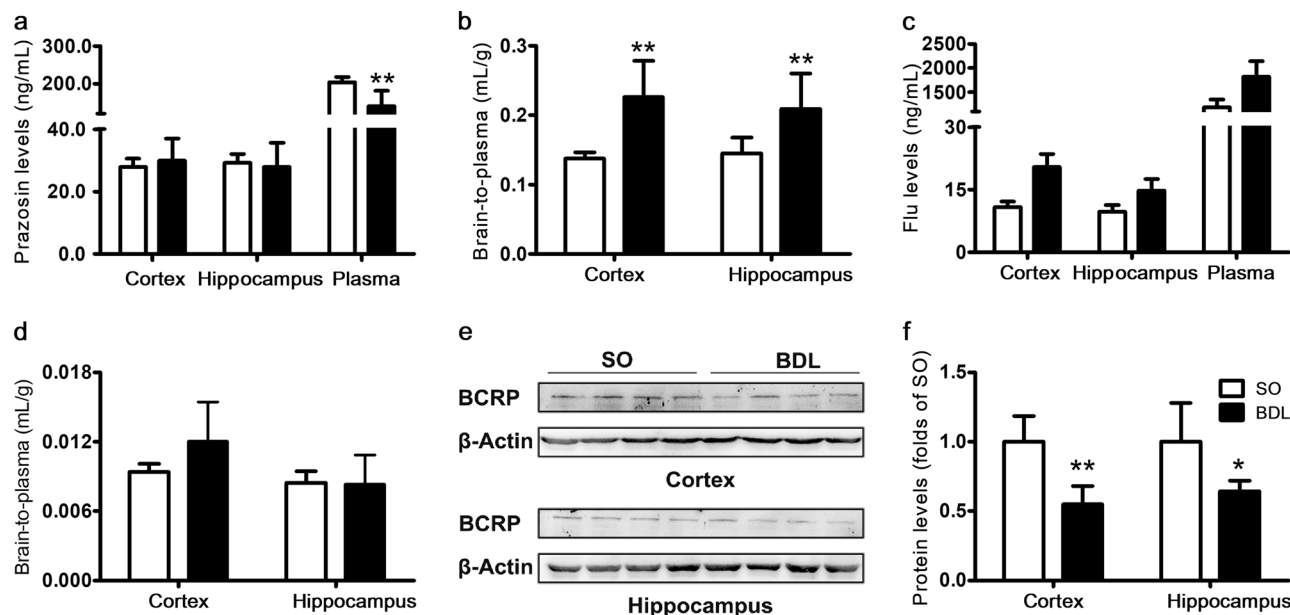 a
Prazosin levels (ng/mL)
300.0
200.0
40.0
20.0
0.0
**
Cortex Hippocampus Plasma
b
Brain-to-plasma (mL/g)
0.3
0.2
0.1
0.0
** **
Cortex Hippocampus
c
Flu levels (ng/mL)
2500
1500
30
15
0
Cortex Hippocampus Plasma
d
Brain-to-plasma (mL/g)
0.018
0.012
0.006
0.000
Cortex Hippocampus
e
SO BDL
BCRP
β-Actin
Cortex
BCRP
β-Actin
Hippocampus
f
Protein levels (folds of SO)
1.5
1.0
0.5
0.0
SO
BDL
** *
Cortex Hippocampus